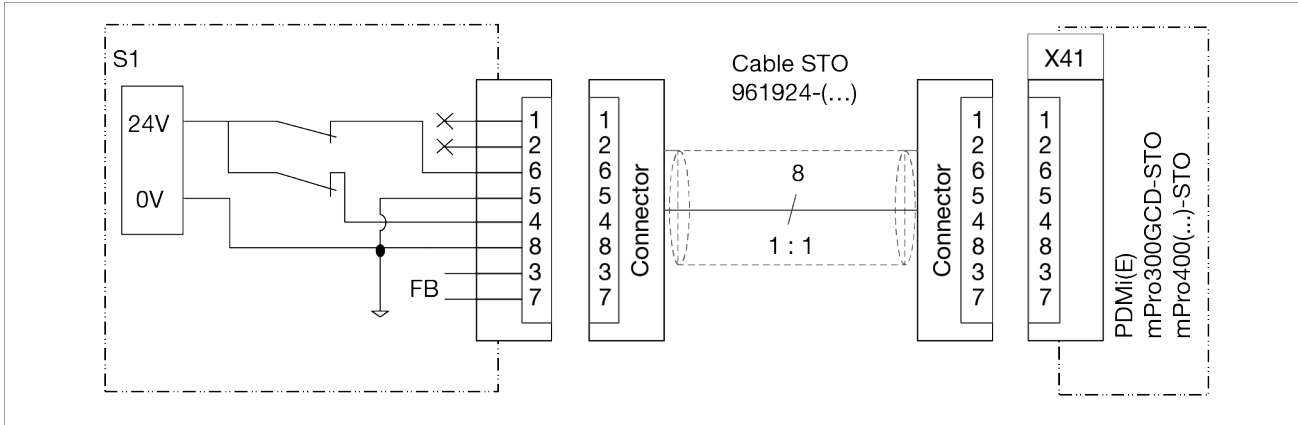 S1
24V
0V
FB
1
2
6
5
4
8
3
7
1
2
6
5
4
8
3
7
Connector
Cable STO
961924-(...)
8
1 : 1
Connector
1
2
6
5
4
8
3
7
X41
1
2
6
5
4
8
3
7
PDMi(E)
mPro300GCD-STO
mPro400(...)-STO